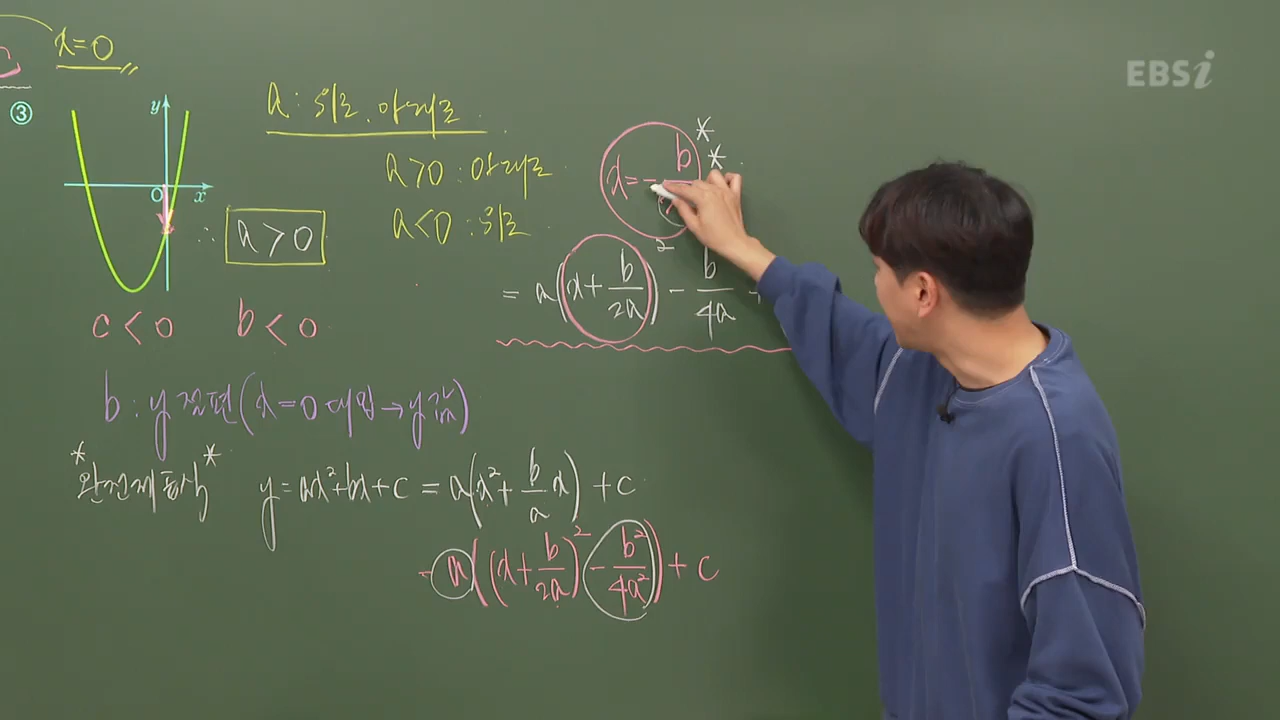 x=0
c
③
y
O
x
∴ a>0
c<0 b<0
a : 위로, 아래로
a>0 : 아래로
a<0 : 위로
x=-b
= a(x+b/2a)² - b/4a +
b : y절편(x=0 대입→y값)
*완전제곱식* y=ax²+bx+c = a(x²+b/a x)+c
= a((x+b/2a)²-b²/4a²)+c
EBSi